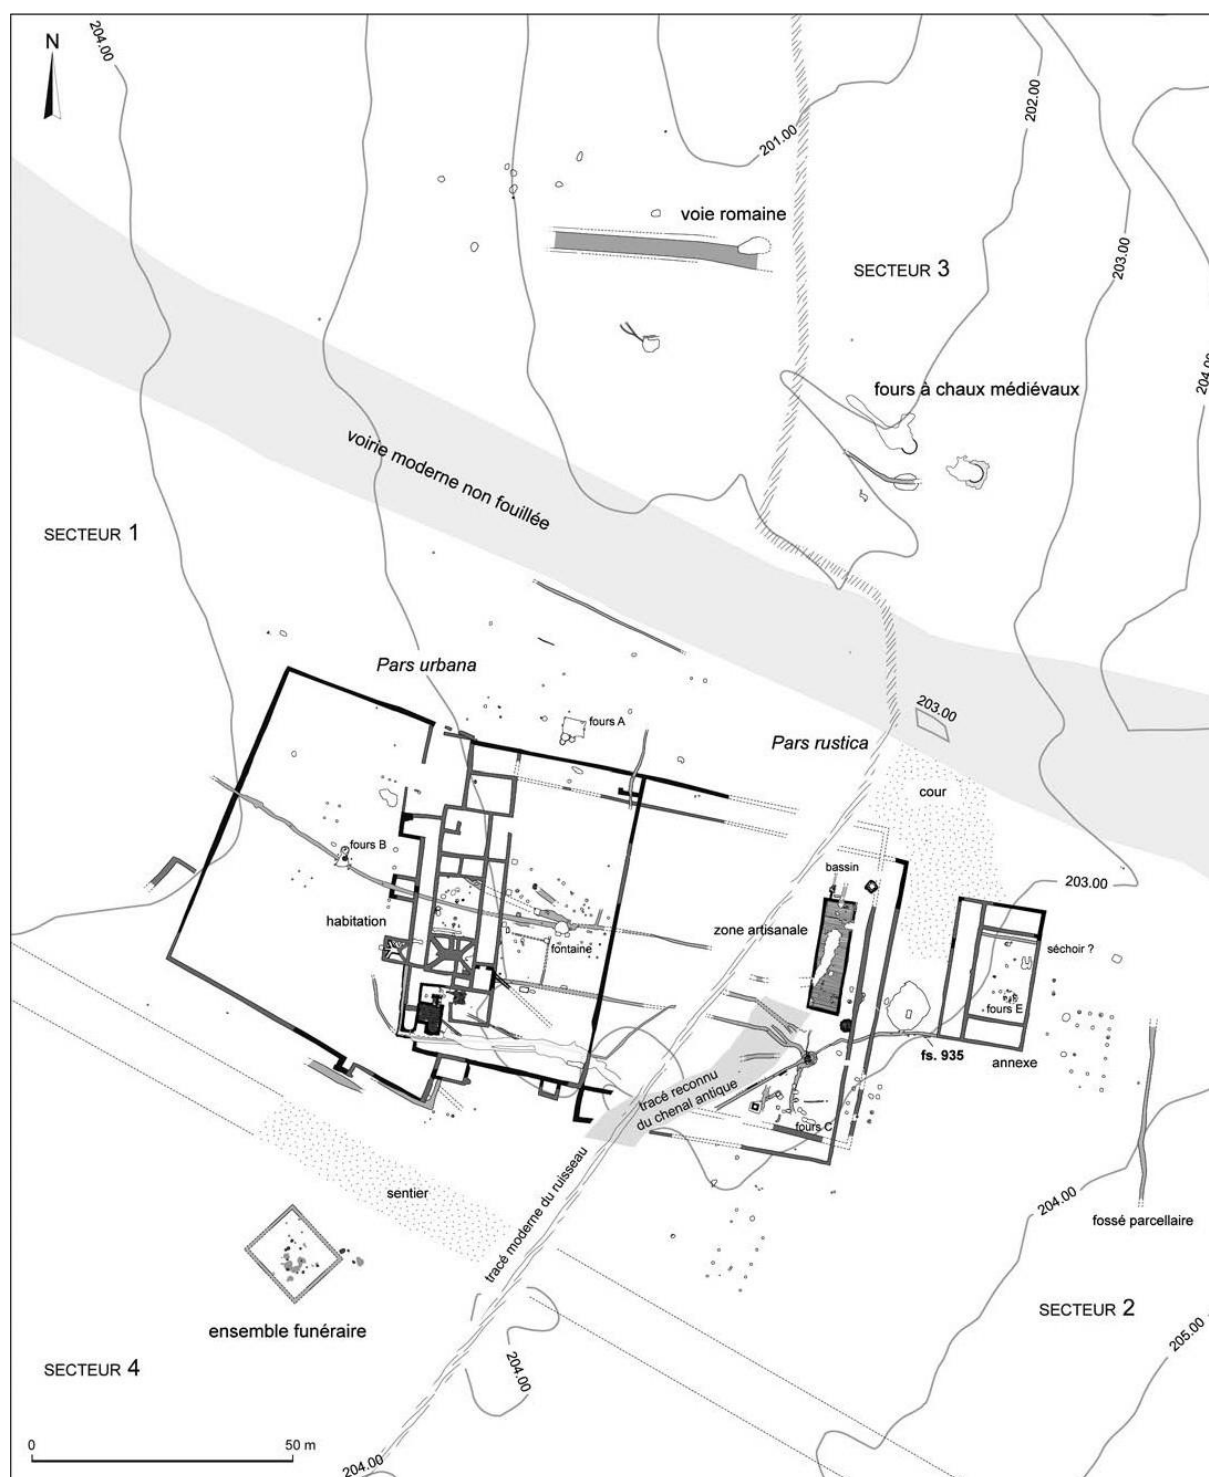 204.00
N
202.00
201.00
voie romaine
SECTEUR 3
203.00
204.00
fours à chaux médiévaux
voirie moderne non fouillée
SECTEUR 1
Pars urbana
fours A
203.00
Pars rustica
cour
fours B
bassin
203.00
habitation
zone artisanale
séchoir ?
fontaine
fours E
fs. 935
annexe
tracé reconnu
du chenal antique
fours C
sentier
tracé moderne du ruisseau
204.00
fossé parcellaire
ensemble funéraire
SECTEUR 2
205.00
SECTEUR 4
204.00
0 50 m
204.00